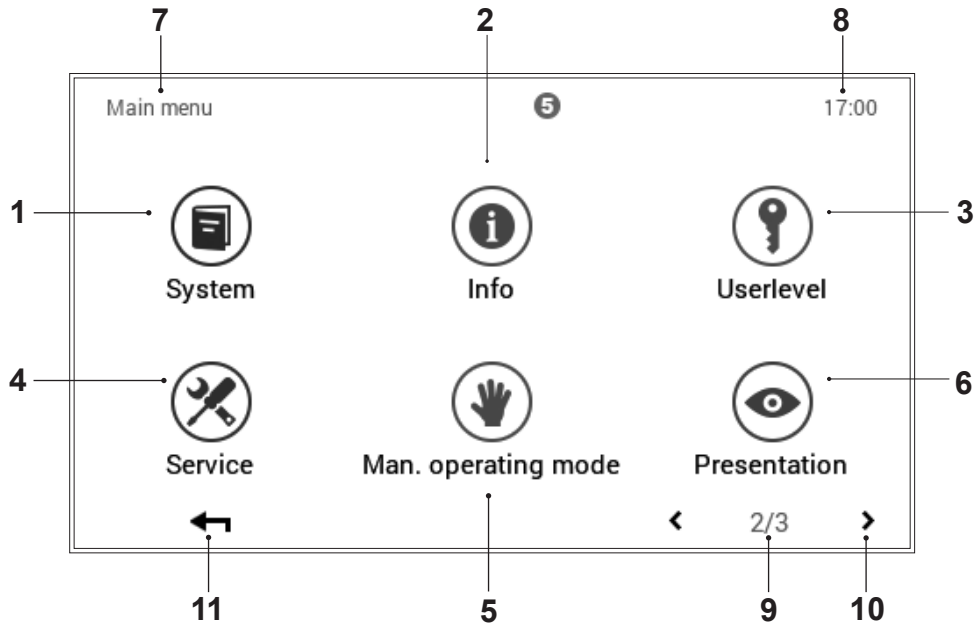 7 2 8
Main menu 5 17:00
1 3
System Info Userlevel
4 6
Service Man. operating mode Presentation
< 2/3 >
11 5 9 10